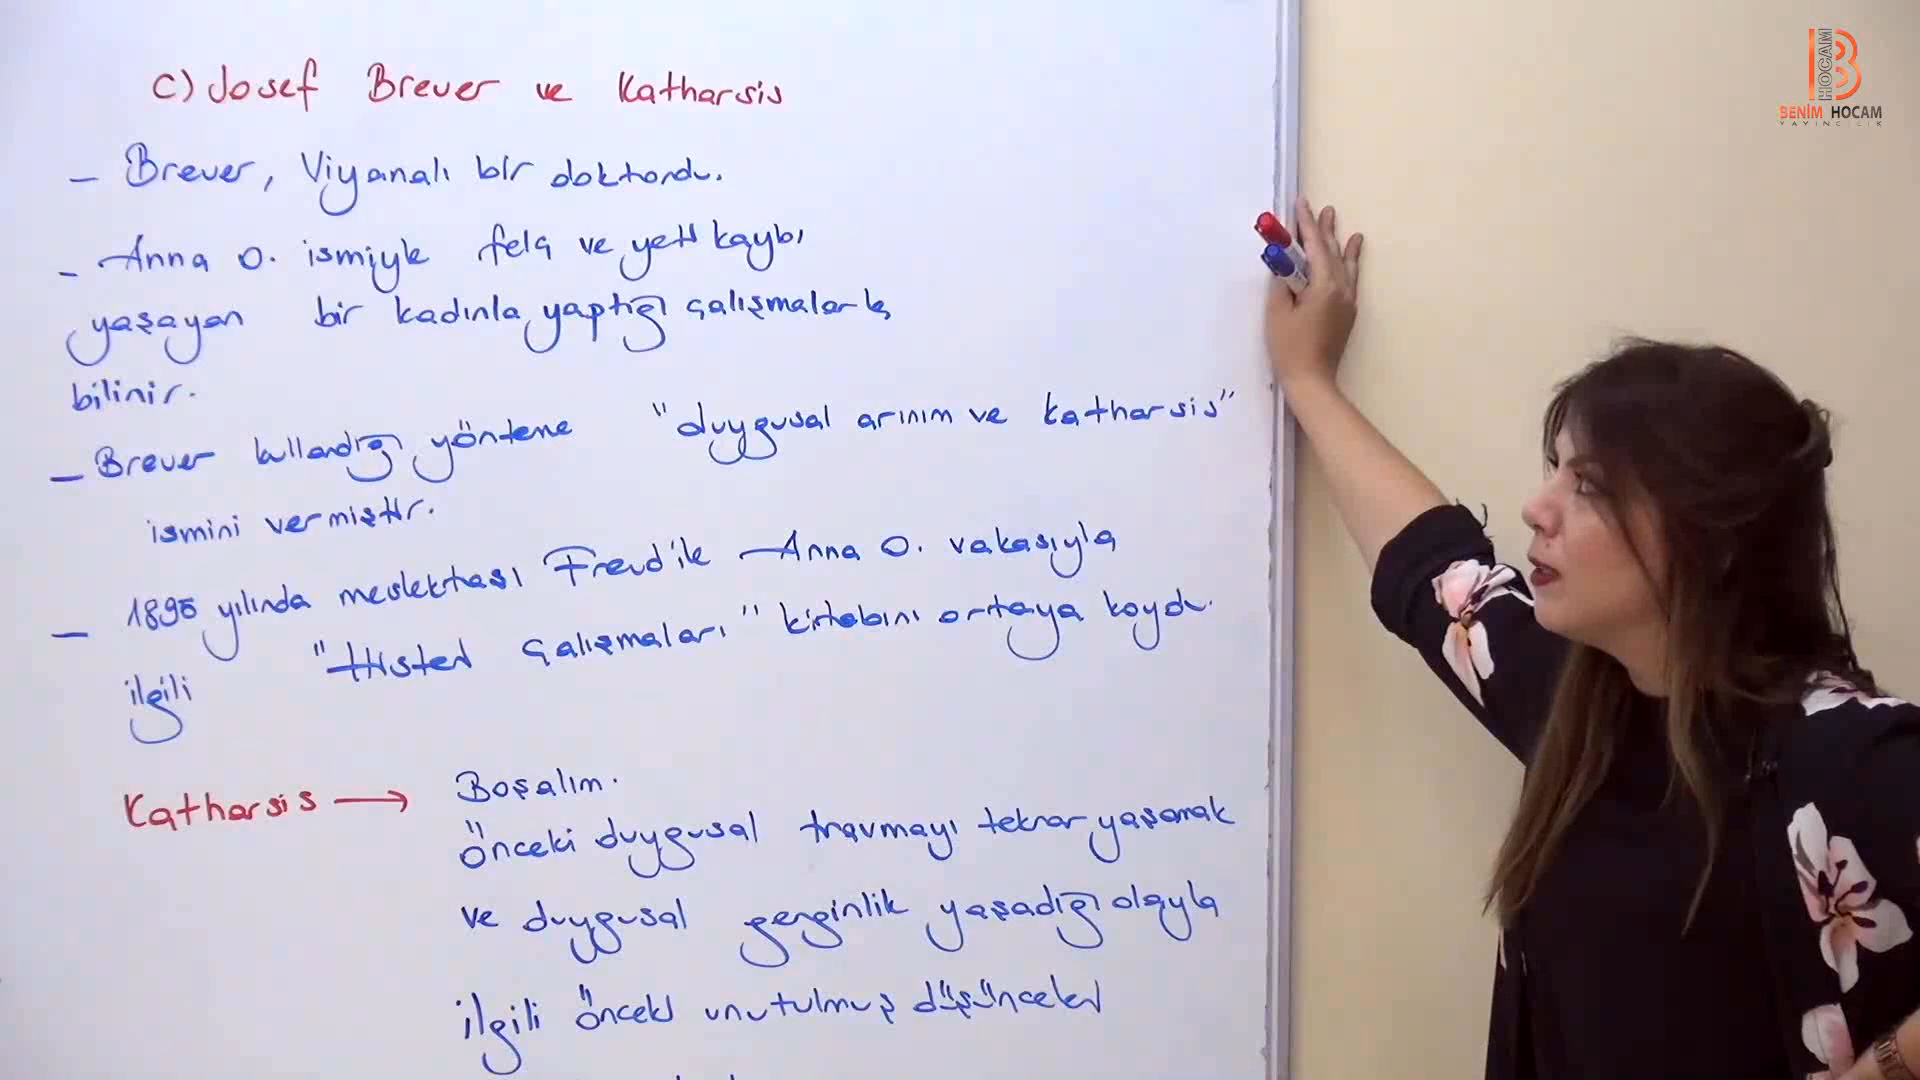 c) Josef Breuer ve Katharsis
– Breuer, Viyanalı bir doktordu.
– Anna O. ismiyle felç ve yeti kaybı
yaşayan bir kadınla yaptığı çalışmalarla
bilinir.
– Breuer kullandığı yönteme "duygusal arınım ve katharsis"
ismini vermiştir.
– 1895 yılında meslektaşı Freud'ile Anna O. vakasıyla
ilgili "Histeri Çalışmaları" kitabını ortaya koydu.
Katharsis → Boşalım.
Önceki duygusal travmayı tekrar yaşamak
ve duygusal gerginlik yaşadığı olayla
ilgili önceki unutulmuş düşünceleri
B HOCAM
BENİM HOCAM
YAYINCILIK